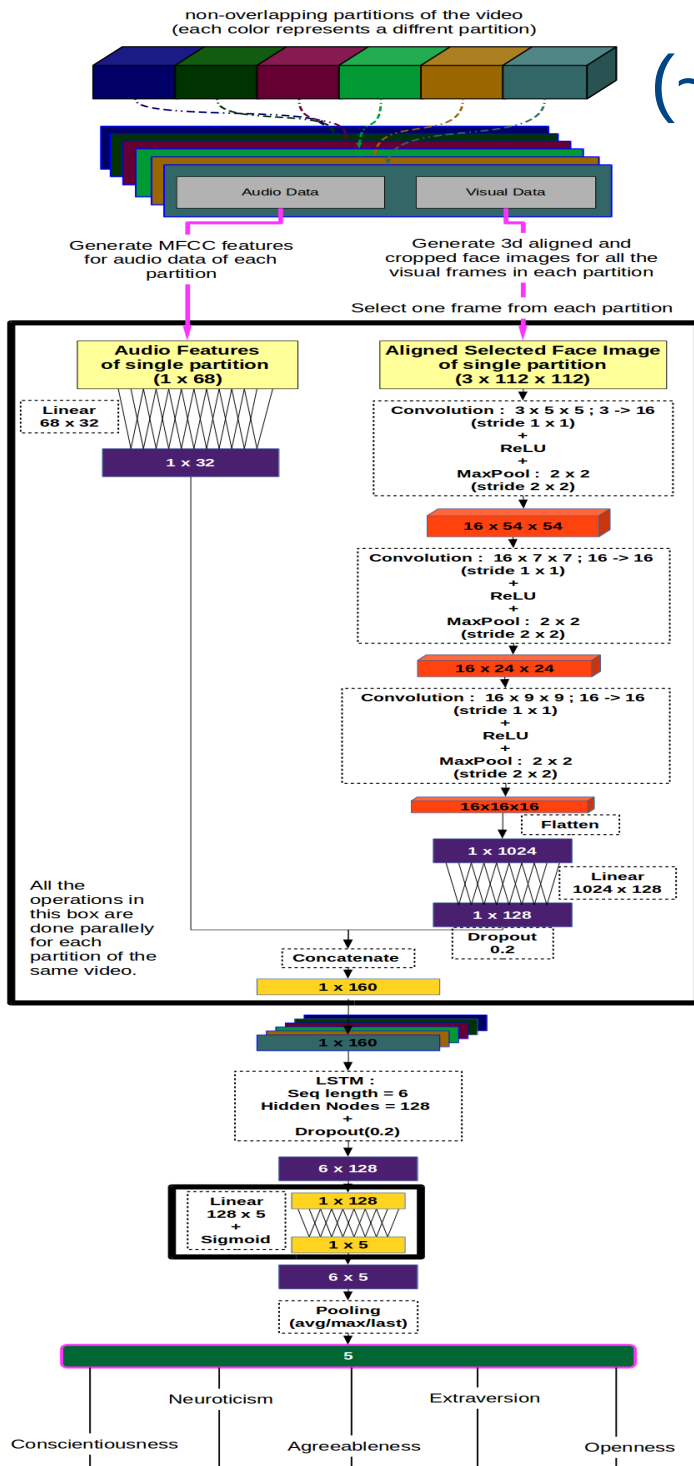 non-overlapping partitions of the video
(each color represents a diffrent partition)
(~
Audio Data
Visual Data
Generate MFCC features
for audio data of each
partition
Generate 3d aligned and
cropped face images for all the
visual frames in each partition
Select one frame from each partition
Audio Features
of single partition
(1 x 68)
Aligned Selected Face Image
of single partition
(3 x 112 x 112)
Linear
68 x 32
1 x 32
Convolution : 3 x 5 x 5 ; 3 -> 16
(stride 1 x 1)
+
ReLU
+
MaxPool : 2 x 2
(stride 2 x 2)
16 x 54 x 54
Convolution : 16 x 7 x 7 ; 16 -> 16
(stride 1 x 1)
+
ReLU
+
MaxPool : 2 x 2
(stride 2 x 2)
16 x 24 x 24
Convolution : 16 x 9 x 9 ; 16 -> 16
(stride 1 x 1)
+
ReLU
+
MaxPool : 2 x 2
(stride 2 x 2)
16x16x16
Flatten
1 x 1024
Linear
1024 x 128
1 x 128
Dropout
0.2
All the
operations in
this box are
done parallely
for each
partition of the
same video.
Concatenate
1 x 160
1 x 160
LSTM :
Seq length = 6
Hidden Nodes = 128
+
Dropout(0.2)
6 x 128
Linear
128 x 5
+
Sigmoid
1 x 128
1 x 5
6 x 5
Pooling
(avg/max/last)
5
Neuroticism
Extraversion
Conscientiousness
Agreeableness
Openness